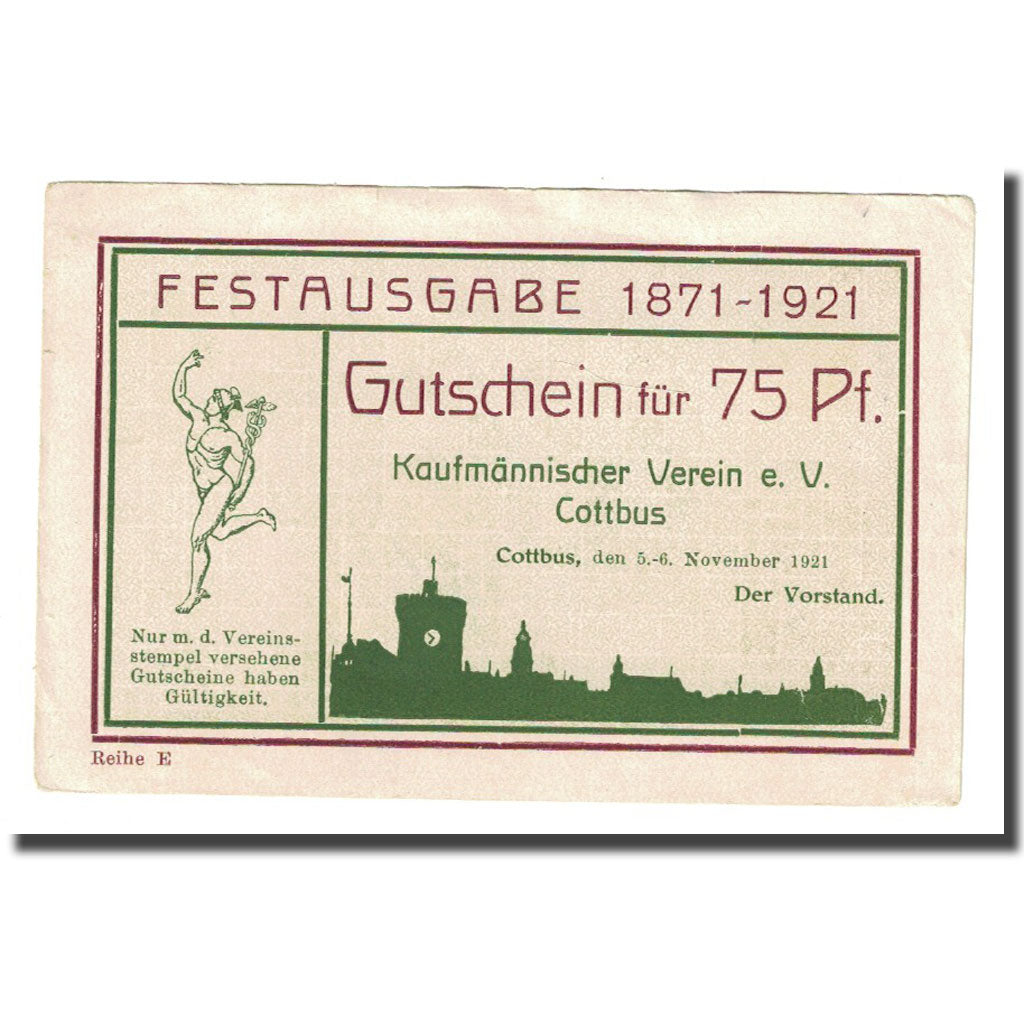 FESTAUSGABE 1871-1921
Gutschein für 75 Pf.
Kaufmännischer Verein e. V.
Cottbus
Cottbus, den 5.-6. November 1921
Der Vorstand.
Nur m. d. Vereins-
stempel versehene
Gutscheine haben
Gültigkeit.
Reihe E